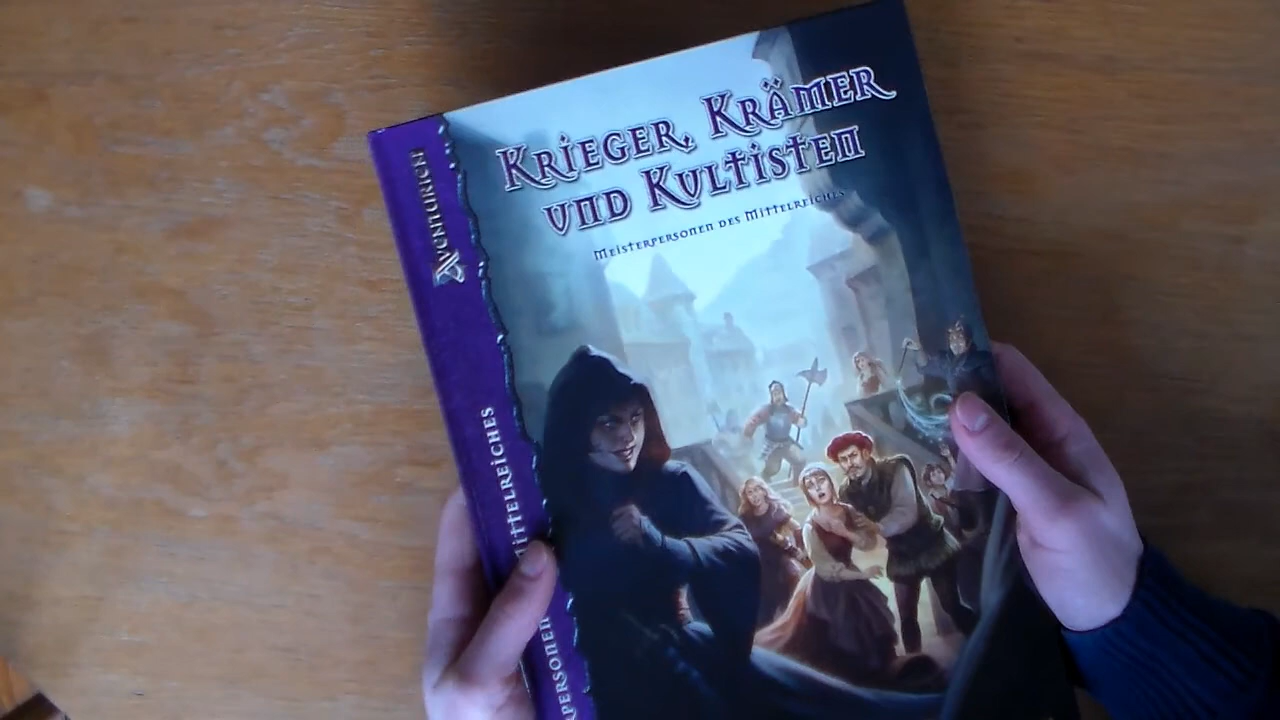 Krieger, Krämer
und Kultisten
Meisterpersonen des Mittelreiches
Aventurien
Mittelreiches